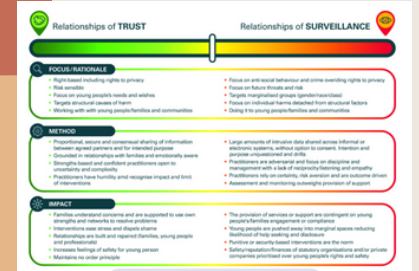 Relationships of TRUST
Relationships of SURVEILLANCE
FOCUS/RATIONALE
• Right-based including rights to privacy
• Risk sensible
• Focus on young people's needs and wishes
• Targets structural causes of harm
• Working with with young people/families and communities
• Focus on anti-social behaviour and crime overriding rights to privacy
• Focus on future threats and risk
• Targets marginalised groups (gender/race/class)
• Focus on individual harms detached from structural factors
• Doing it to young people/families and communities
METHOD
• Proportional, secure and consensual sharing of information
between agreed partners and for intended purpose
• Grounded in relationships with families and emotionally aware
• Strengths based and confident practitioners open to
uncertainty and complexity
• Practitioners have humility and recognise impact and limit
of interventions
• Large amounts of intrusive data shared across informal or
electronic systems, without option to consent. Intention and
purpose unquestioned and drifts
• Practitioners are adversarial and focus on discipline and
management with a lack of reciprocity/listening and empathy
• Practitioners rely on certainty, risk aversion and are outcome driven
• Assessment and monitoring outweighs provision of support
IMPACT
• Families understand concerns and are supported to use own
strengths and networks to resolve problems
• Interventions ease stress and dispels shame
• Relationships are built and repaired (families, young people
and professionals)
• Increases feelings of safety for young person
• Maintains no order principle
• The provision of services or support are contingent on young
people's/families engagement or compliance
• Young people are pushed away into marginal spaces reducing
likelihood of help seeking and disclosure
• Punitive or security-based interventions are the norm
• Safety/reputation/finances of statutory organisations and/or private
companies prioritised over young people's rights and safety